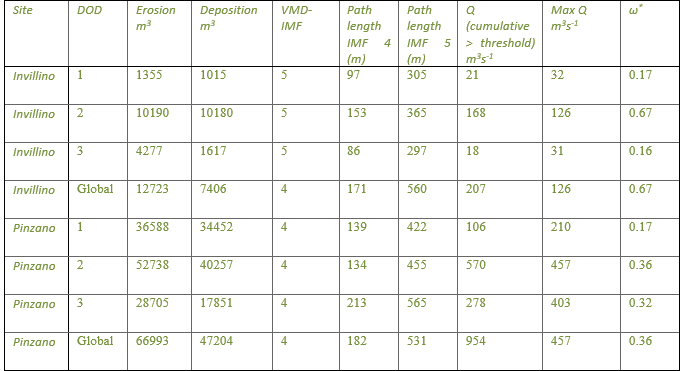 Site DOD Erosion m³ Deposition m³ VMD-IMF Path length IMF 4 (m) Path length IMF 5 (m) Q (cumulative > threshold) m³s⁻¹ Max Q m³s⁻¹ ω*
Invillino 1 1355 1015 5 97 305 21 32 0.17
Invillino 2 10190 10180 5 153 365 168 126 0.67
Invillino 3 4277 1617 5 86 297 18 31 0.16
Invillino Global 12723 7406 4 171 560 207 126 0.67
Pinzano 1 36588 34452 4 139 422 106 210 0.17
Pinzano 2 52738 40257 4 134 455 570 457 0.36
Pinzano 3 28705 17851 4 213 565 278 403 0.32
Pinzano Global 66993 47204 4 182 531 954 457 0.36